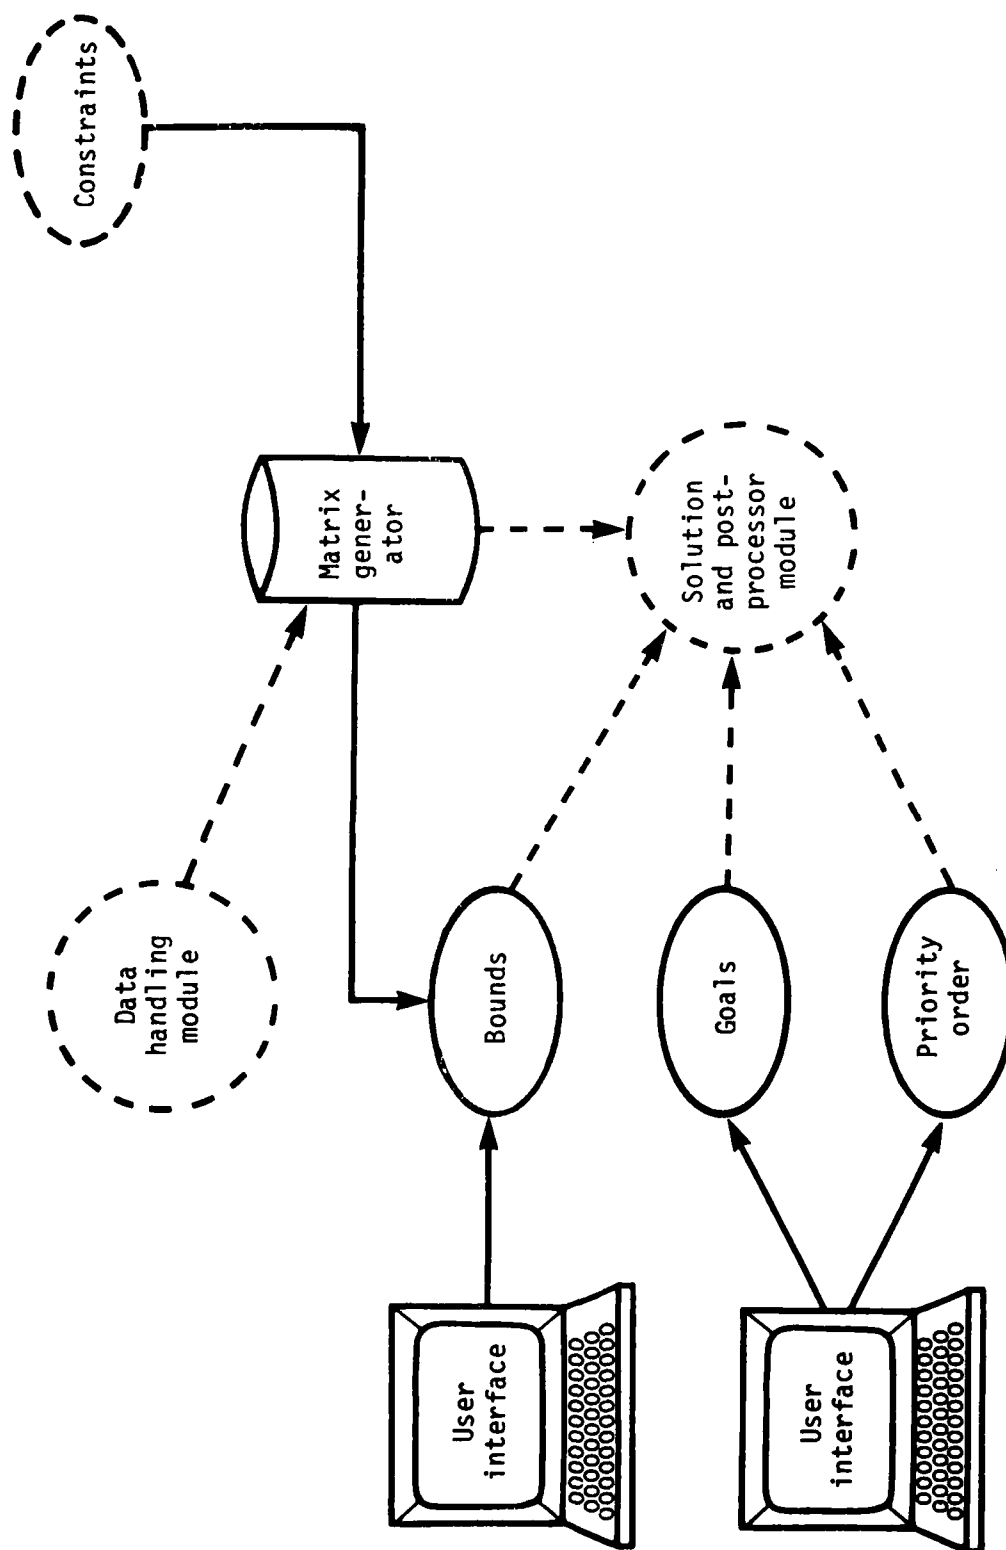 Constraints
Data
handling
module
Matrix
gener-
ator
Bounds
Solution
and post-
processor
module
Goals
Priority
order
User
interface
User
interface